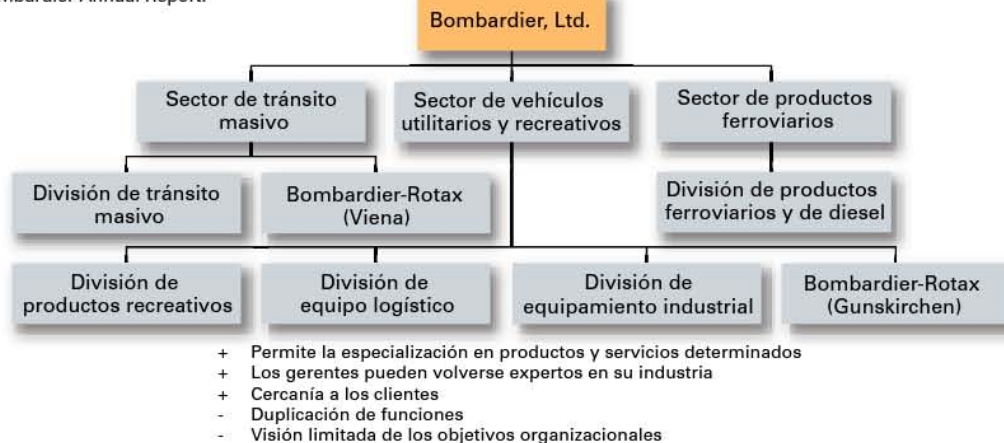 Bombardier Annual Report.
Bombardier, Ltd.
Sector de tránsito
masivo
Sector de vehículos
utilitarios y recreativos
Sector de productos
ferroviarios
División de tránsito
masivo
Bombardier-Rotax
(Viena)
División de productos
ferroviarios y de diesel
División de
productos recreativos
División de
equipo logístico
División de
equipamiento industrial
Bombardier-Rotax
(Gunskirchen)
+ Permite la especialización en productos y servicios determinados
+ Los gerentes pueden volverse expertos en su industria
+ Cercanía a los clientes
- Duplicación de funciones
- Visión limitada de los objetivos organizacionales